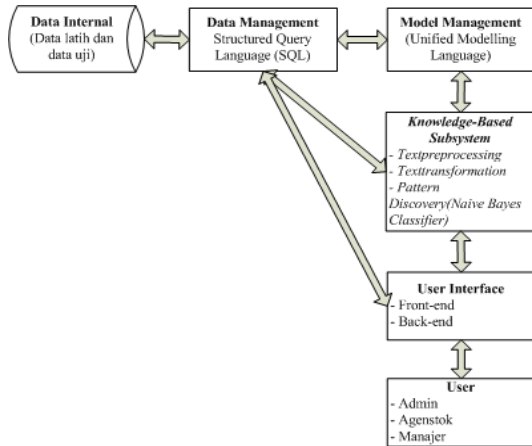 Data Internal
(Data latih dan
data uji)
Data Management
Structured Query
Language (SQL)
Model Management
(Unified Modelling
Language)
Knowledge-Based
Subsystem
- Textpreprocessing
- Texttransformation
- Pattern
Discovery(Naive Bayes
Classifier)
User Interface
- Front-end
- Back-end
User
- Admin
- Agenstok
- Manajer